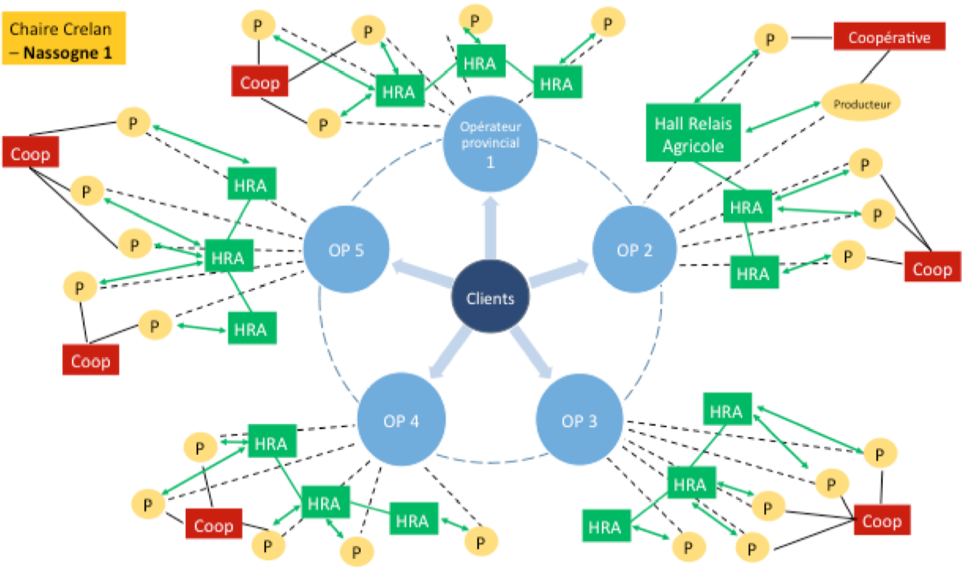 Chaire Crelan
– Nassogne 1
P
P
P
P
HRA
HRA
HRA
Coop
P
Opérateur
provincial
1
P
Coopérative
Producteur
Hall Relais
Agricole
P
HRA
P
HRA
P
Coop
OP 2
Coop
P
HRA
P
P
HRA
P
P
HRA
Coop
OP 5
Clients
OP 4
OP 3
HRA
P
P
Coop
HRA
HRA
P
P
P
HRA
P
P
HRA
P
HRA
P
P
Coop